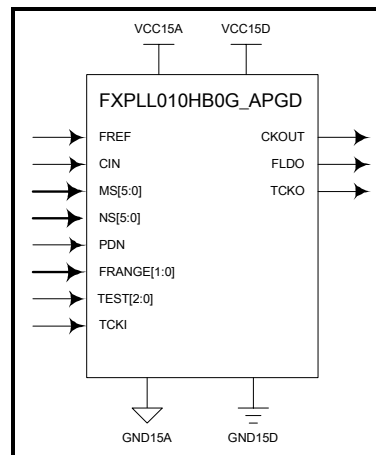 VCC15A VCC15D
FXPLL010HB0G_APGD
FREF CKOUT
CIN FLDO
MS[5:0] TCKO
NS[5:0]
PDN
FRANGE[1:0]
TEST[2:0]
TCKI
GND15A GND15D